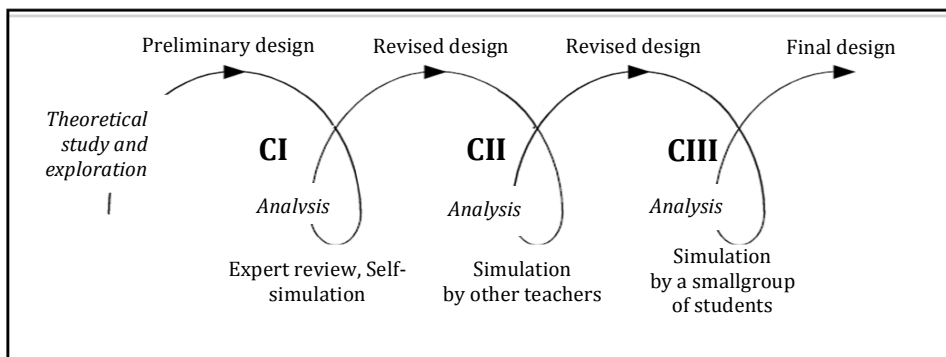 Preliminary design
Revised design
Revised design
Final design
Theoretical
study and
exploration
CI
CII
CIII
Analysis
Analysis
Analysis
Expert review, Self-
simulation
Simulation
by other teachers
Simulation
by a smallgroup
of students